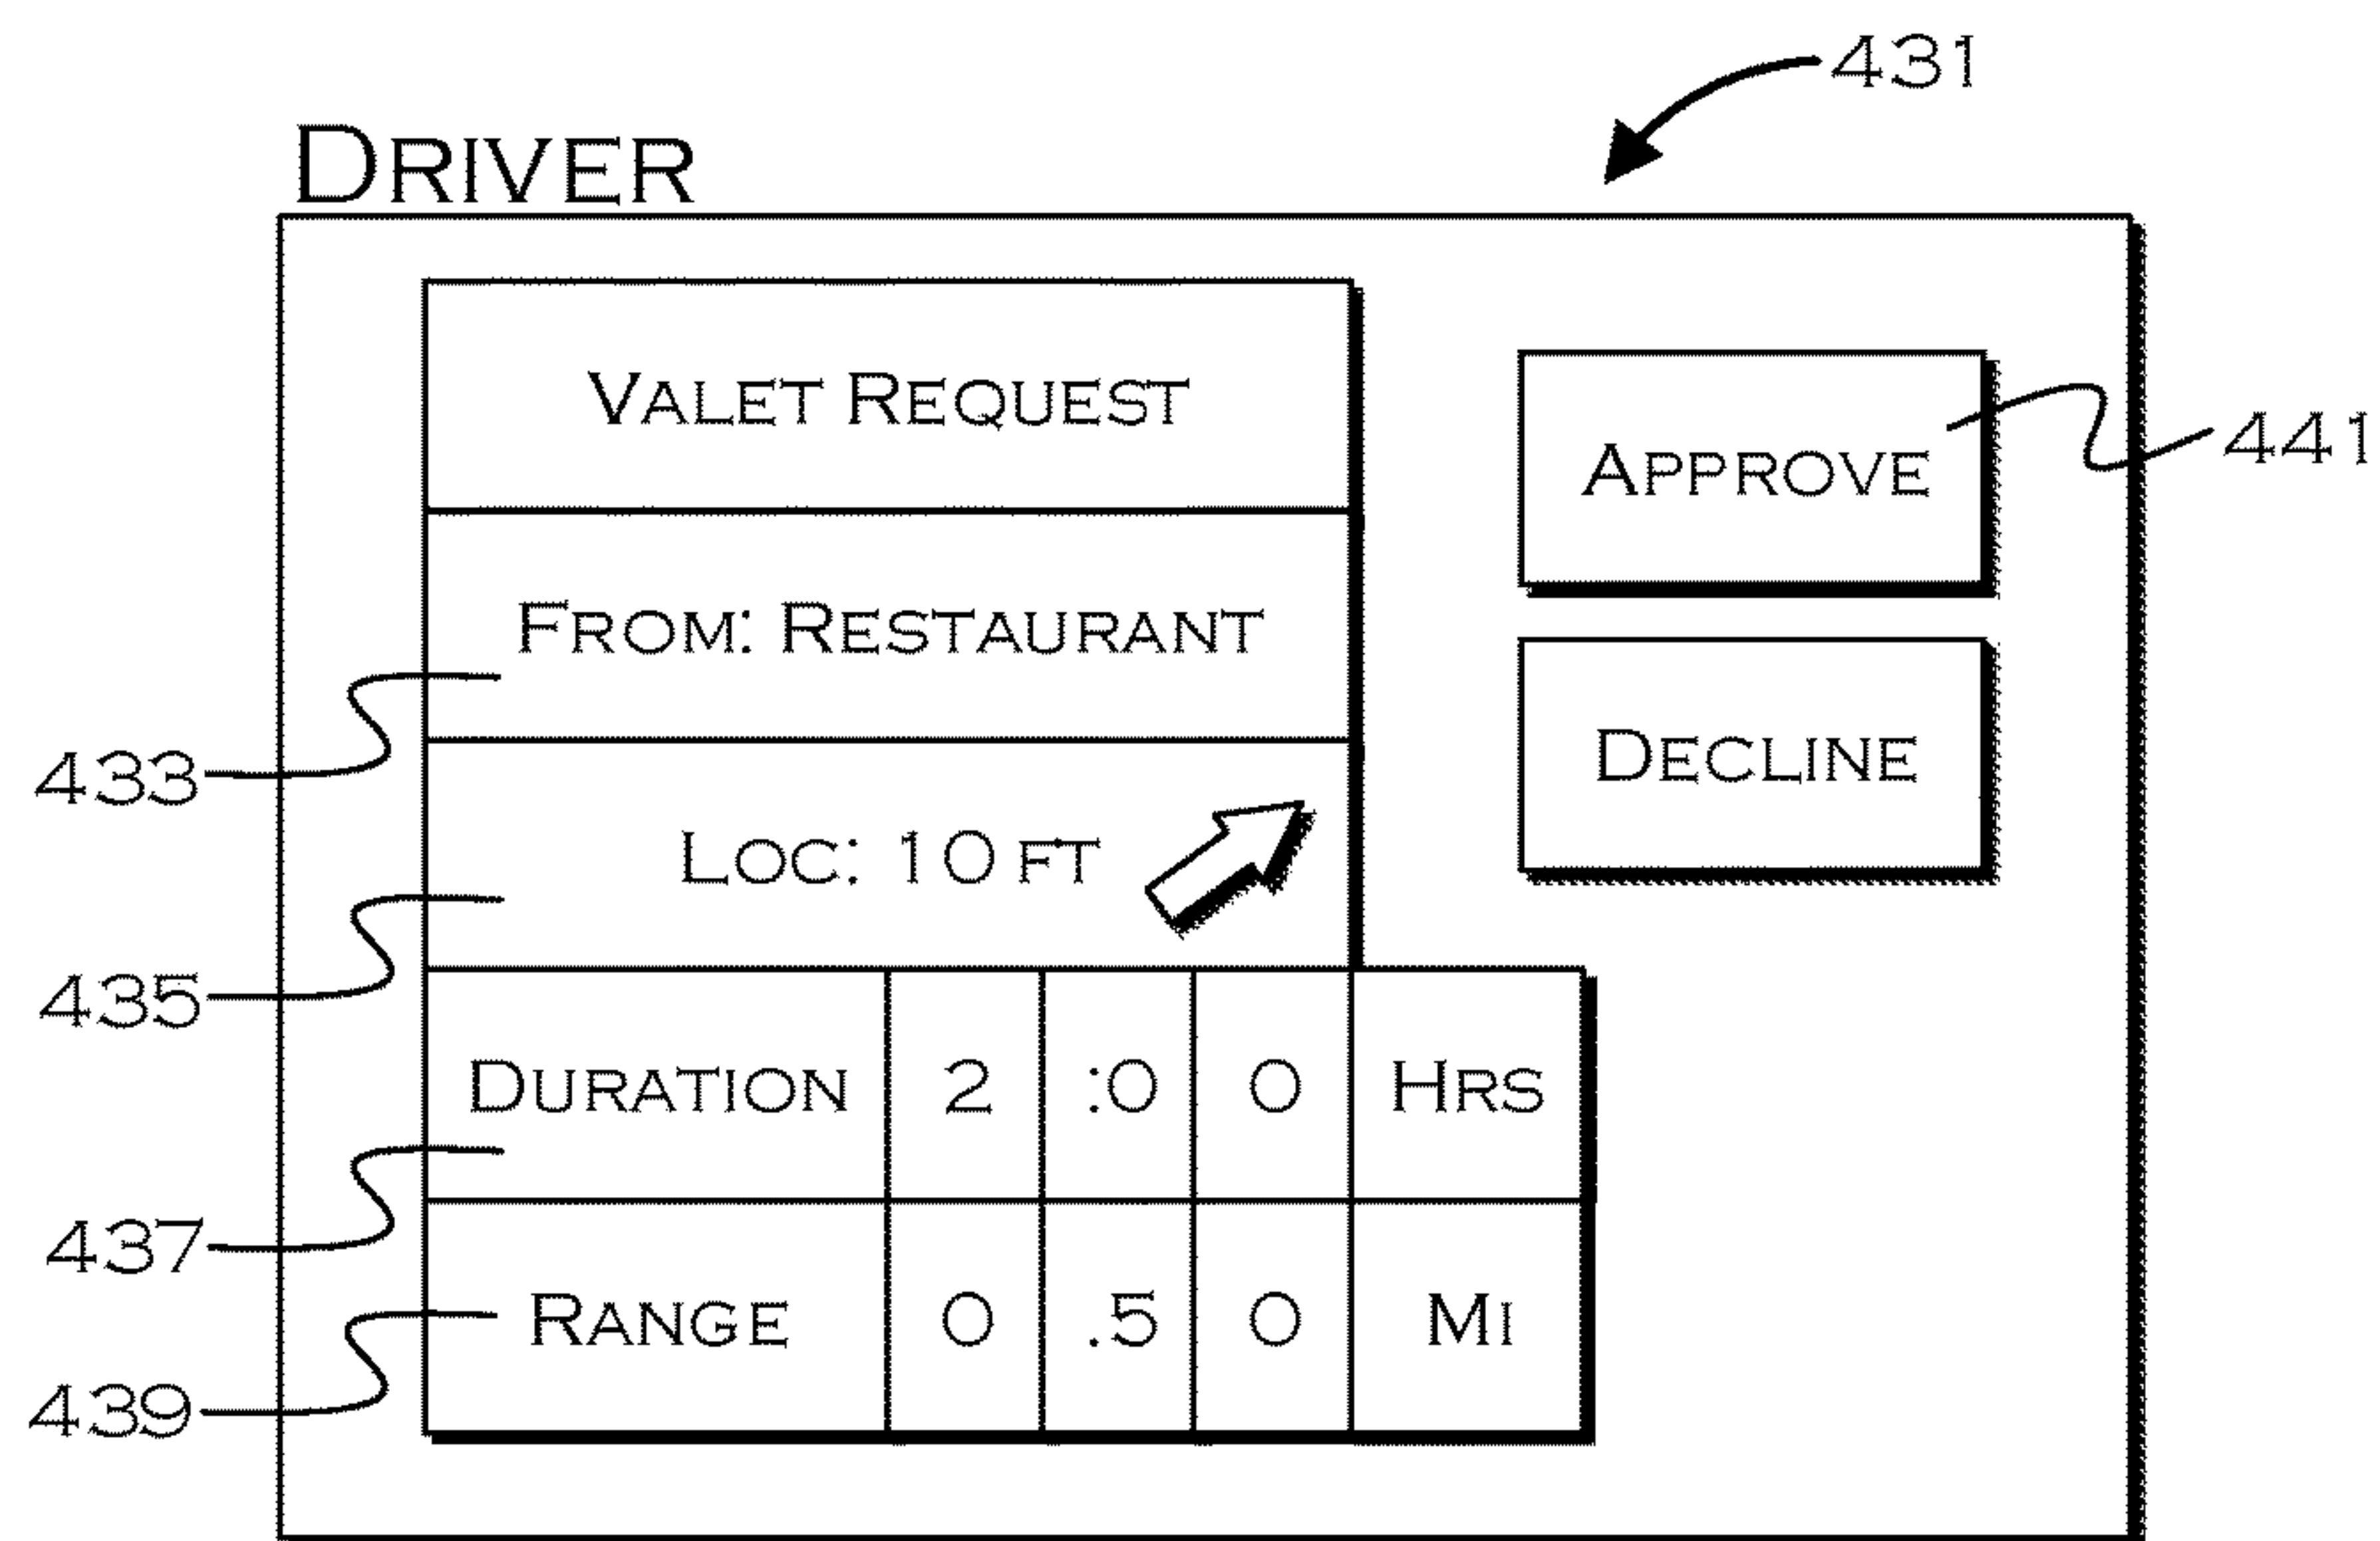 431
DRIVER
VALET REQUEST
APPROVE
441
FROM: RESTAURANT
433
DECLINE
LOC: 10 FT
435
DURATION 2 :0 0 HRS
437
RANGE 0 .5 0 MI
439